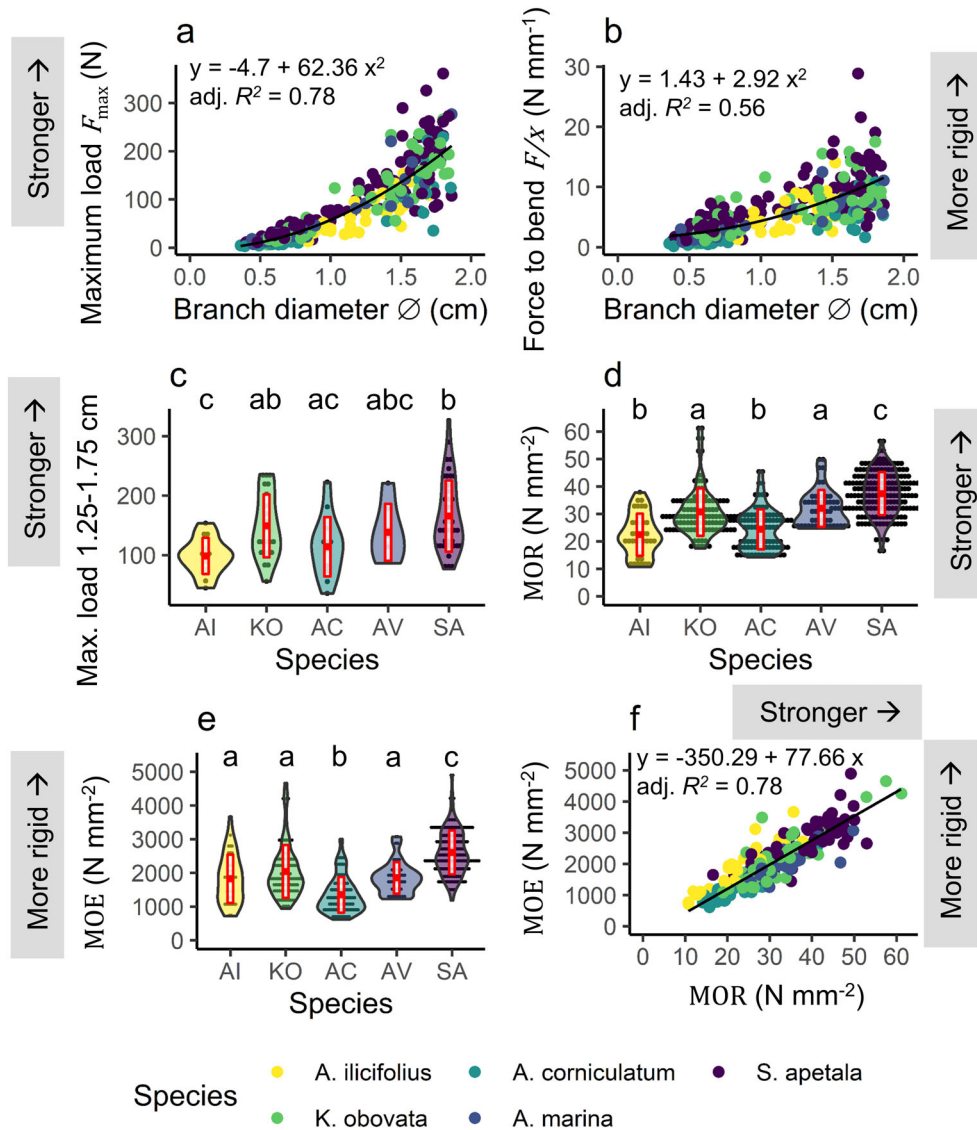 a
Stronger →
Maximum load Fmax (N)
y = -4.7 + 62.36 x²
adj. R² = 0.78
300
200
100
0
0.0 0.5 1.0 1.5 2.0
Branch diameter ∅ (cm)
b
Force to bend F/x (N mm⁻¹)
y = 1.43 + 2.92 x²
adj. R² = 0.56
30
20
10
0
0.0 0.5 1.0 1.5 2.0
Branch diameter ∅ (cm)
More rigid →
c
Stronger →
Max. load 1.25-1.75 cm
c ab ac abc b
300
200
100
AI KO AC AV SA
Species
d
MOR (N mm⁻²)
b a b a c
60
50
40
30
20
10
0
AI KO AC AV SA
Species
Stronger →
e
More rigid →
MOE (N mm⁻²)
a a b a c
5000
4000
3000
2000
1000
0
AI KO AC AV SA
Species
Stronger →
f
MOE (N mm⁻²)
y = -350.29 + 77.66 x
adj. R² = 0.78
5000
4000
3000
2000
1000
0
0 10 20 30 40 50 60
MOR (N mm⁻²)
More rigid →
Species
A. ilicifolius A. corniculatum S. apetala
K. obovata A. marina